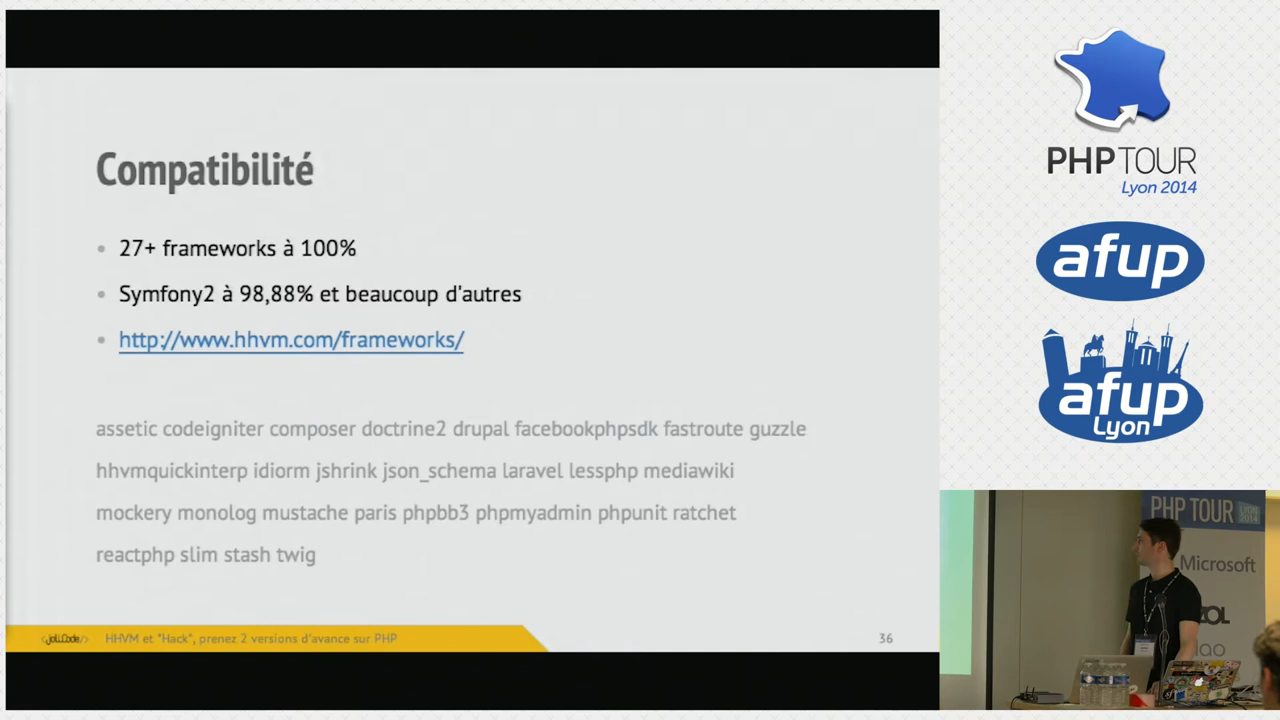 Compatibilité
27+ frameworks à 100%
Symfony2 à 98,88% et beaucoup d'autres
http://www.hhvm.com/frameworks/
assetic codeigniter composer doctrine2 drupal facebookphpsdk fastroute guzzle
hhvmquickinterp idiorm jshrink json_schema laravel lessphp mediawiki
mockery monolog mustache paris phpbb3 phpmyadmin phpunit ratchet
reactphp slim stash twig
<joLiCode/> HHVM et "Hack", prenez 2 versions d'avance sur PHP 36
PHP TOUR
Lyon 2014
afup
afup
Lyon
PHP TOUR LYON 2014
Microsoft